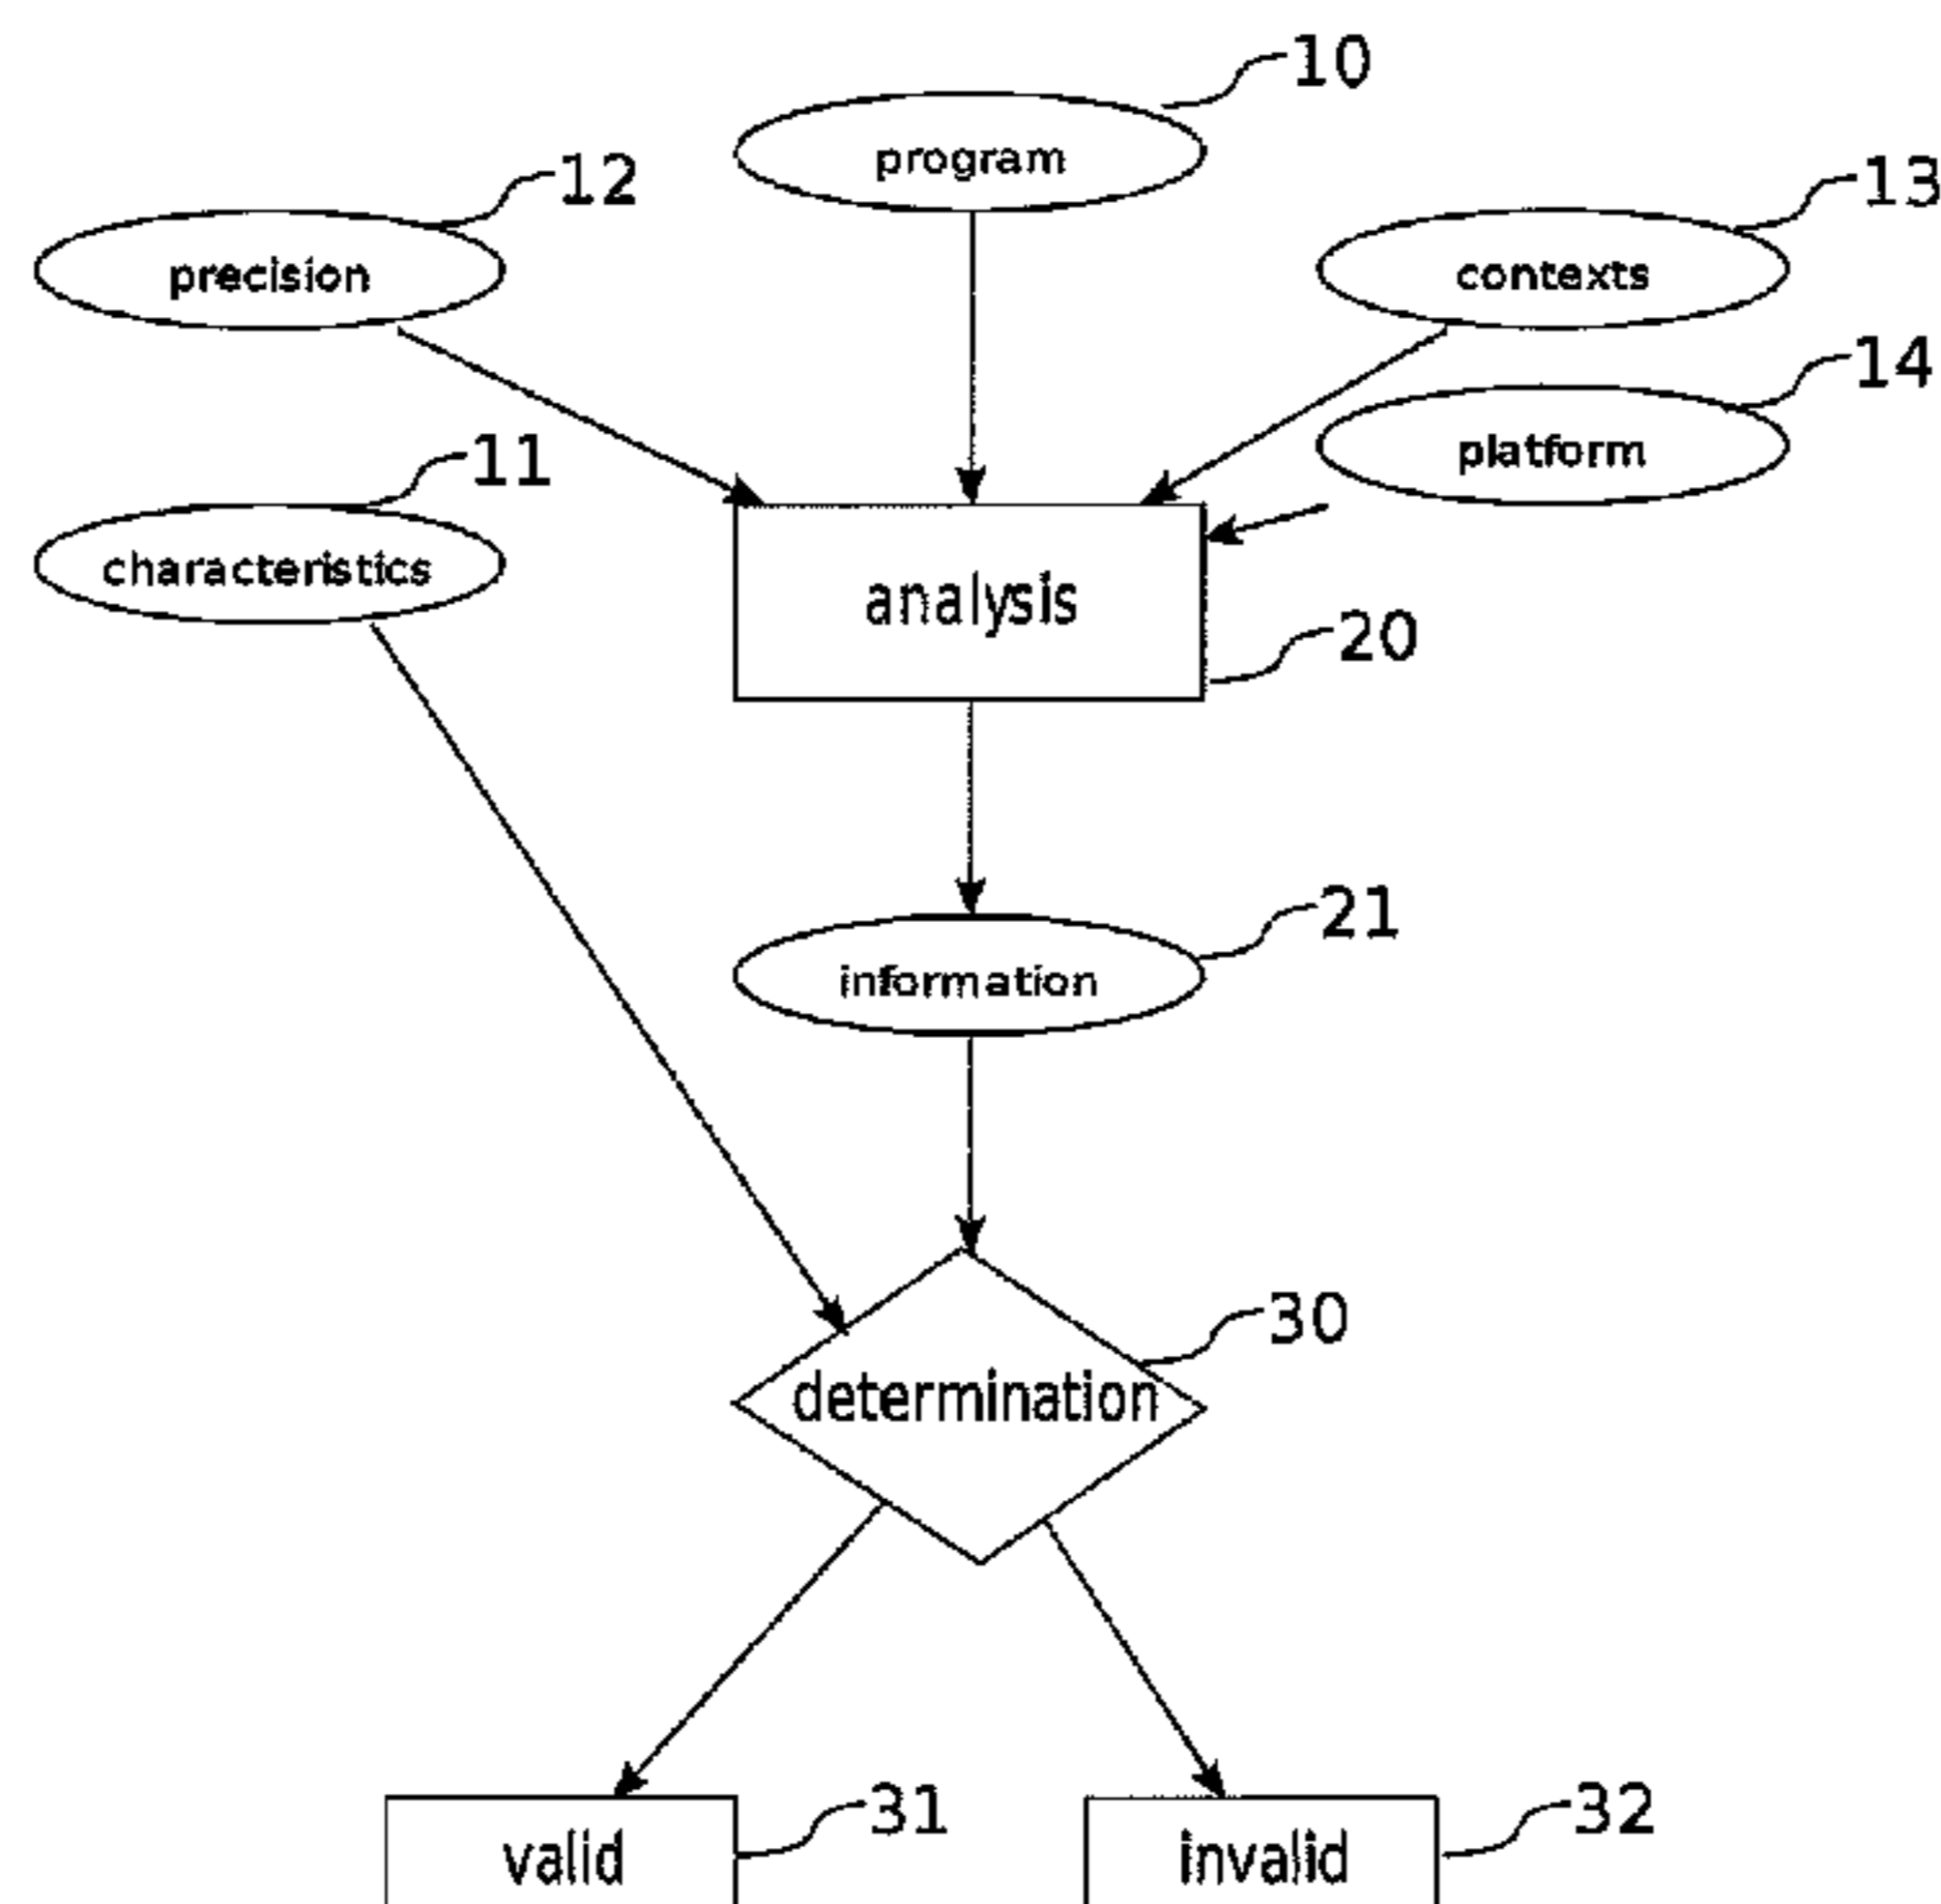 10
program
12
precision
13
contexts
14
platform
11
characteristics
analysis
20
21
information
30
determination
31
valid
32
invalid